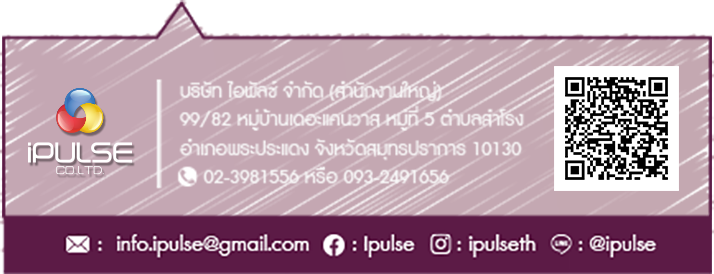 iPULSE
CO.,LTD.
บริษัท ไอพัลซ์ จำกัด (สำนักงานใหญ่)
99/82 หมู่บ้านเดอะแคนวาส หมู่ที่ 5 ตำบลสำโรง
อำเภอพระประแดง จังหวัดสมุทรปราการ 10130
02-3981556 หรือ 093-2491656
: info.ipulse@gmail.com : Ipulse : ipulseth LINE : @ipulse